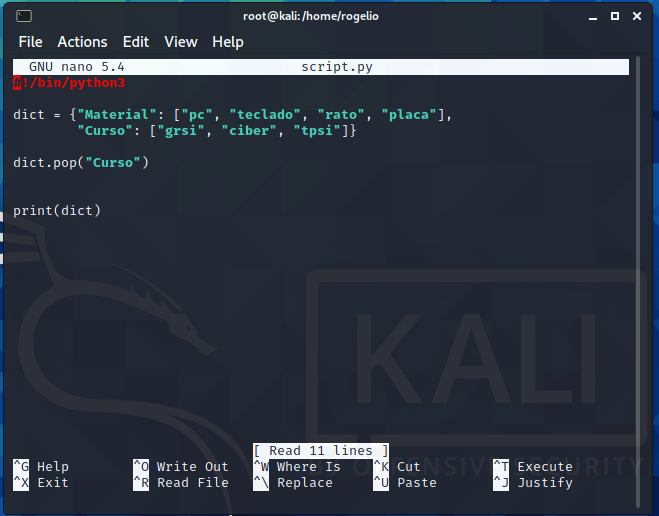 root@kali:/home/rogelio
File Actions Edit View Help
GNU nano 5.4 script.py
#!/bin/python3
dict = {"Material": ["pc", "teclado", "rato", "placa"],
"Curso": ["grsi", "ciber", "tpsi"]}
dict.pop("Curso")
print(dict)
KALI
[ Read 11 lines ]
^G Help ^O Write Out ^W Where Is ^K Cut ^T Execute
BY OFFENSIVE SECURITY
^X Exit ^R Read File ^\ Replace ^U Paste ^J Justify